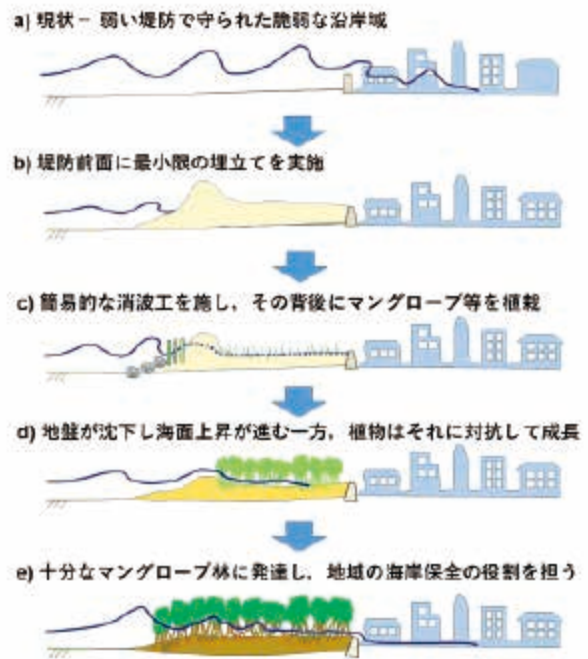 a) 現状 − 弱い堤防で守られた脆弱な沿岸域
b) 堤防前面に最小限の埋立てを実施
c) 簡易的な消波工を施し，その背後にマングローブ等を植栽
d) 地盤が沈下し海面上昇が進む一方，植物はそれに対抗して成長
e) 十分なマングローブ林に発達し，地域の海岸保全の役割を担う